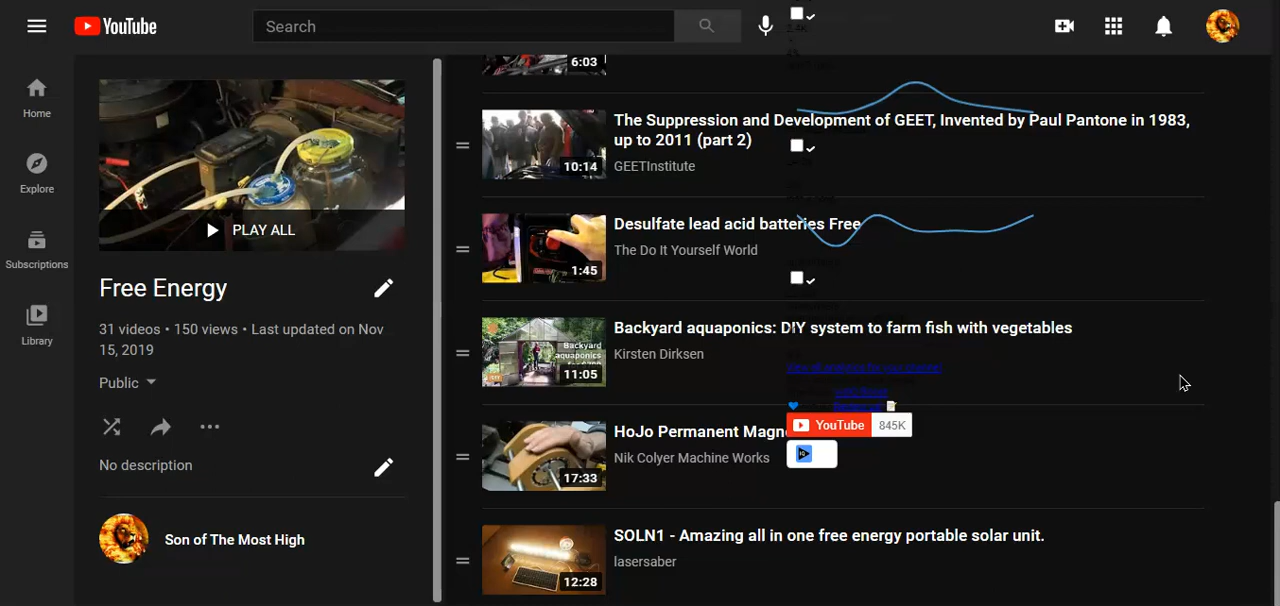 YouTube
Search
2.4K
Home
Explore
Subscriptions
Library
PLAY ALL
Free Energy
31 videos • 150 views • Last updated on Nov
15, 2019
Public
No description
Son of The Most High
6:03
The Suppression and Development of GEET, Invented by Paul Pantone in 1983,
up to 2011 (part 2)
GEETInstitute
10:14
Desulfate lead acid batteries Free
The Do It Yourself World
1:45
Backyard aquaponics: DIY system to farm fish with vegetables
Kirsten Dirksen
Backyard
aquaponics
11:05
HoJo Permanent Magn
Nik Colyer Machine Works
17:33
YouTube 845K
SOLN1 - Amazing all in one free energy portable solar unit.
lasersaber
12:28